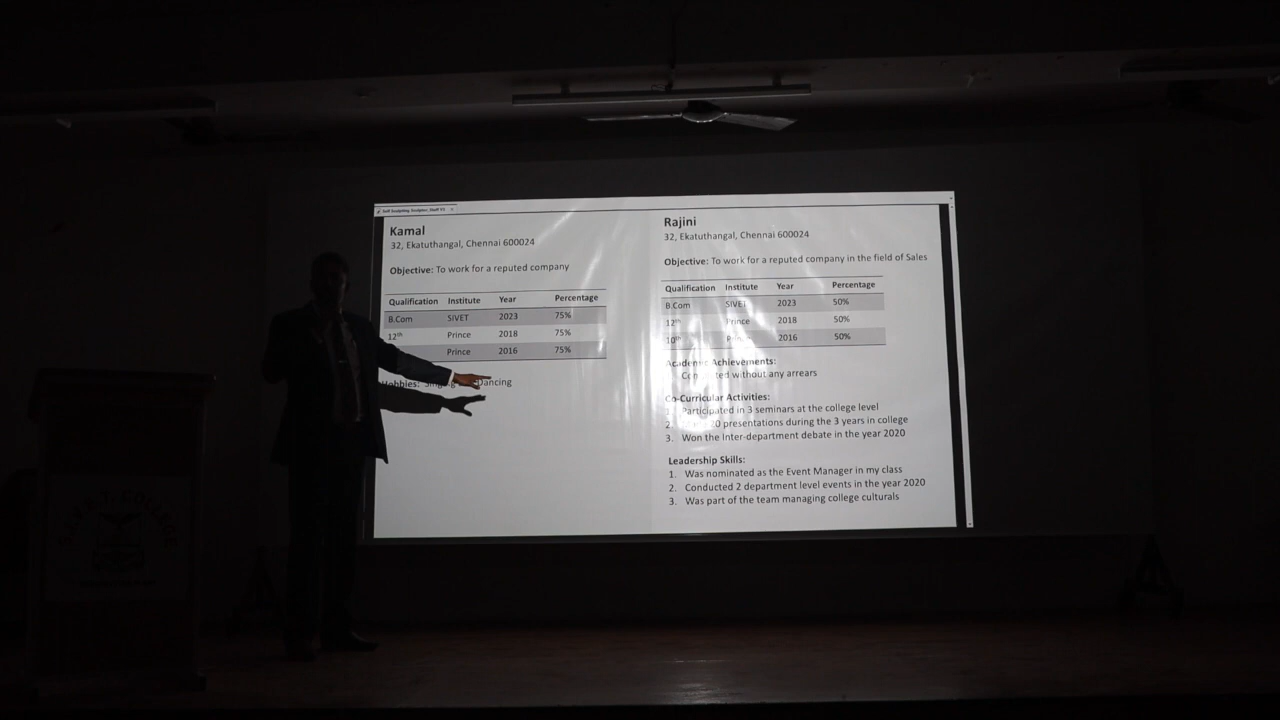 Kamal
32, Ekatuthangal, Chennai 600024
Objective: To work for a reputed company
Qualification Institute Year Percentage
B.Com SIVET 2023 75%
12th Prince 2018 75%
Prince 2016 75%
Hobbies: Dancing
Rajini
32, Ekatuthangal, Chennai 600024
Objective: To work for a reputed company in the field of Sales
Qualification Institute Year Percentage
B.Com SIVET 2023 50%
12th Prince 2018 50%
10th Prince 2016 50%
Academic Achievements:
without any arrears
Co-Curricular Activities:
1. Participated in 3 seminars at the college level
2. 20 presentations during the 3 years in college
3. Won the Inter-department debate in the year 2020
Leadership Skills:
1. Was nominated as the Event Manager in my class
2. Conducted 2 department level events in the year 2020
3. Was part of the team managing college culturals